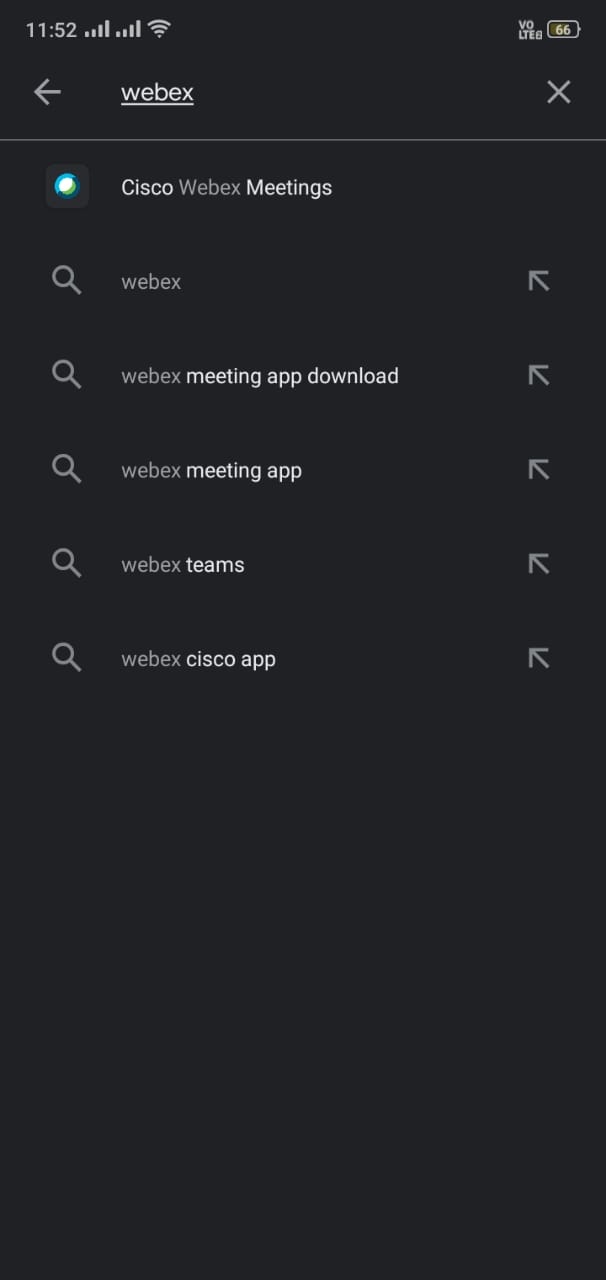 11:52
VO
LTE2
66
webex
Cisco Webex Meetings
webex
webex meeting app download
webex meeting app
webex teams
webex cisco app